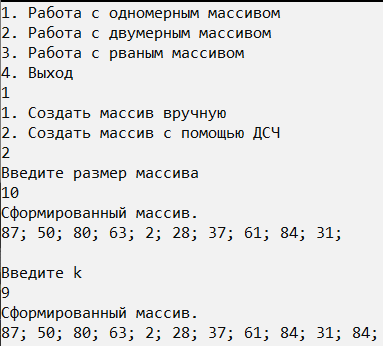 1. Работа с одномерным массивом
2. Работа с двумерным массивом
3. Работа с рваным массивом
4. Выход
1
1. Создать массив вручную
2. Создать массив с помощью ДСЧ
2
Введите размер массива
10
Сформированный массив.
87; 50; 80; 63; 2; 28; 37; 61; 84; 31;
Введите k
9
Сформированный массив.
87; 50; 80; 63; 2; 28; 37; 61; 84; 31; 84;